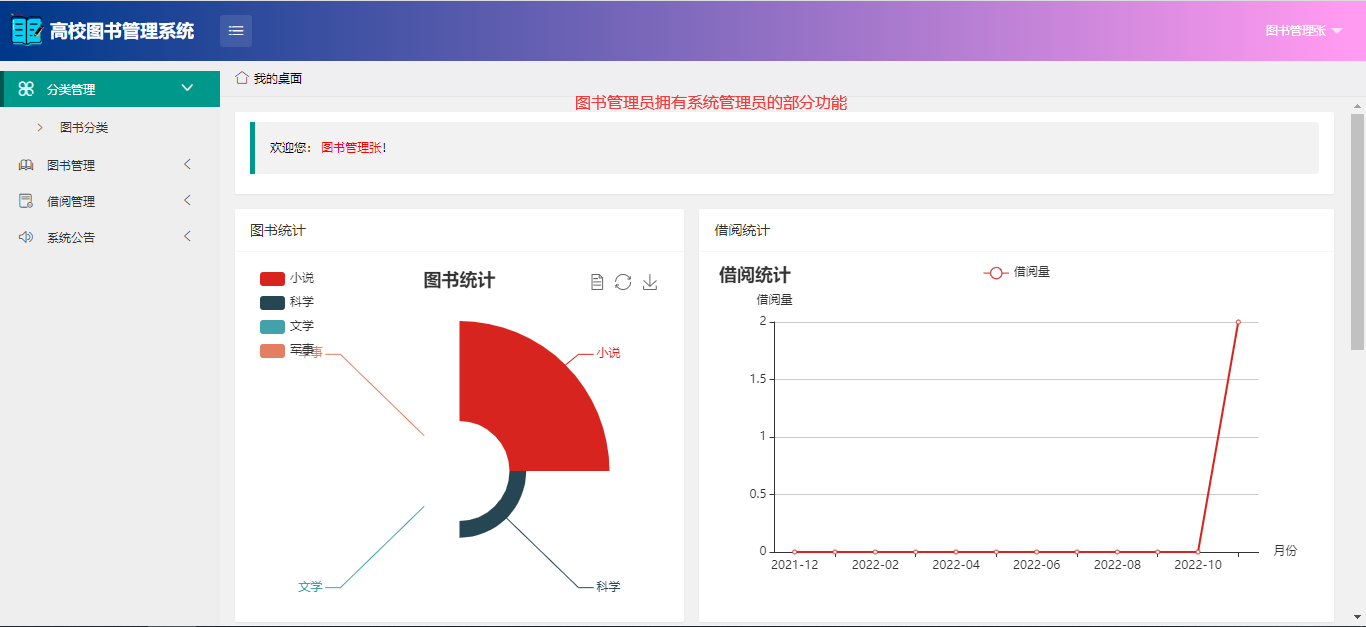 高校图书管理系统
图书管理张
分类管理
图书分类
图书管理
借阅管理
系统公告
我的桌面
图书管理员拥有系统管理员的部分功能
欢迎您： 图书管理张!
图书统计
小说
科学
文学
军事
图书统计
军事
小说
文学
科学
借阅统计
借阅统计
借阅量
借阅量
2
1.5
1
0.5
0
2021-12
2022-02
2022-04
2022-06
2022-08
2022-10
月份